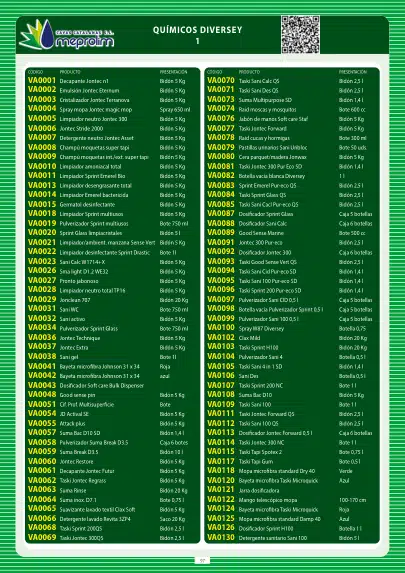 meprolim
QUÍMICOS DIVERSEY
1
CÓDIGO PRODUCTO PRESENTACIÓN
VA0001 Decapante Jontec n1 Bidón 5 Kg
VA0002 Emulsión Jontec Eternum Bidón 5 Kg
VA0003 Cristalizador Jontec Terranova Bidón 5 Kg
VA0004 Spray mopa Jontec magic mop Spray 650 ml
VA0005 Limpiador neutro Jontec 300 Bidón 5 Kg
VA0006 Jontec Stride 2000 Bidón 5 Kg
VA0007 Detergente neutro Jontec Asset Bidón 5 Kg
VA0008 Champú moquetas super tapi Bidón 5 Kg
VA0009 Champú moquetas iny./ext. super tapi Bidón 5 Kg
VA0010 Limpiador amoniacal total Bidón 5 Kg
VA0011 Limpiador Sprint Emerel Bio Bidón 5 Kg
VA0013 Limpiador desengrasante total Bidón 5 Kg
VA0014 Limpiador Emerel bactericida Bidón 5 Kg
VA0015 Germatol desinfectante Bidón 5 Kg
VA0018 Limpiador Sprint multiusos Bidón 5 Kg
VA0019 Pulverizador Sprint multiusos Bote 750 ml
VA0020 Sprint Glass limpiacristales Bidón 5 l
VA0021 Limpiador/ambient. manzana Sense Vert Bidón 5 Kg
VA0022 Limpiador desinfectante Sprint Drastic Bote 1l
VA0023 Sani Calc W1714i-X Bidón 5 Kg
VA0026 Sma light D1.2 WE32 Bidón 5 Kg
VA0027 Pronto pavonos Bidón 5 Kg
VA0028 Limpiador neutro total TP16 Bidón 5 Kg
VA0029 Jonclean 707 Bidón 20 Kg
VA0031 Sani WC Bote 750 ml
VA0032 Sani activo Bidón 5 Kg
VA0034 Pulverizador Sprint Glass Bote 750 ml
VA0036 Jontec Technique Bidón 5 Kg
VA0037 Jontec Extra Bidón 5 Kg
VA0038 Sani gel Bote 1l
VA0041 Bayeta microfibra Johnson 31 x 34 Roja
VA0042 Bayeta microfibra Johnson 31 x 34 azul
VA0043 Dosificador Soft care Bulk Dispenser
VA0048 Good sense pin Bidón 5 Kg
VA0051 Cif. Prof. Multisuperficie Bote
VA0054 JD Actival SE Bidón 5 Kg
VA0055 Attack plus Bidón 5 Kg
VA0057 Suma Bac D10 SD Bidón 1,4 l
VA0058 Pulverizador Suma Break D3.5 Caja 6 botes
VA0059 Suma Break D3.5 Bidón 10 l
VA0060 Jontec Restore Bidón 5 Kg
VA0061 Decapante Jontec Futur Bidón 5 Kg
VA0062 Taski Jontec Regrass Bidón 5 Kg
VA0063 Suma Rinse Bidón 20 Kg
VA0064 Suma inox. D7.1 Bote 0,75 l
VA0065 Suavizante lavado textil Clax Soft Bidón 20 Kg
VA0066 Detergente lavado Revita 3ZP4 Saco 20 Kg
VA0068 Taski Sprint 200QS Bidón 2,5 l
VA0069 Taski Jontec 300QS Bidón 2,5 l
CÓDIGO PRODUCTO PRESENTACIÓN
VA0070 Taski Sani Calc QS Bidón 2,5 l
VA0071 Taski Sani Des QS Bidón 2,5 l
VA0073 Suma Multipurpose SD Bidón 1,4 l
VA0074 Raid moscas y mosquitos Bote 600 cc
VA0076 Jabón de manos Soft care Staf Bidón 5 Kg
VA0077 Taski Jontec Forward Bidón 5 Kg
VA0078 Raid cucas y hormigas Bote 300 ml
VA0079 Pastillas urinarios Sani Unibloc Bote 50 uds.
VA0080 Cera parquet madera Jonwax Bidón 5 Kg
VA0081 Taski Jontec 300 Pur Eco SD Bidón 1,4 l
VA0082 Botella vacía blanca Diversey 1 l
VA0083 Sprint Emerel Pur-eco QS Bidón 2,5 l
VA0084 Taski Sprint Glass QS Bidón 2,5 l
VA0085 Taski Sani Cacl Pur-eco QS Bidón 2,5 l
VA0087 Dosificador Sprint Glass Caja 5 botellas
VA0088 Dosificador Sani Calc Caja 6 botellas
VA0089 Good Sense Marine Bote 500 cc
VA0091 Jontec 300 Pur-eco Bidón 2,5 l
VA0092 Dosificador Jontec 300 Caja 6 botellas
VA0093 Taski Good Sense Vert QS Bidón 2,5 l
VA0094 Taski Sani Cid Pur-eco SD Bidón 1,4 l
VA0095 Taski Sani 100 Pur-eco SD Bidón 1,4 l
VA0096 Taski Sprint 200 Pur-eco SD Bidón 1,4 l
VA0097 Pulverizador Sani CID 0,5 l Caja 5 botellas
VA0098 Botella vacía Pulverizador Sprint 0,5 l Caja 5 botellas
VA0099 Pulverizador Sani 100 0,5 l Caja 5 botellas
VA0100 Spray Will7 Diversey Botella 0,75
VA0102 Clax Mild Bidón 20 Kg
VA0103 Taski Sprint H100 Bidón 20 Kg
VA0104 Pulverizador Sani 4 Botella 0,5 l
VA0105 Taski Sani 4 in 1 SD Bidón 1,4 l
VA0106 Sani Des Botella 0,5 l
VA0107 Taski Sprint 200 NC Bote 1 l
VA0108 Suma Bac D10 Bidón 5 Kg
VA0109 Taski Sani 100 Bote 1 l
VA0111 Taski Jontec Forward QS Bidón 2,5 l
VA0112 Taski Sani 100 QS Bidón 2,5 l
VA0113 Dosificador Jontec Forward 0,5 l Caja 6 botellas
VA0114 Taski Jontec 300 NC Bote 1 l
VA0115 Taski Tapi Spotex 2 Bote 0,75 l
VA0117 Taski Tapi Gum Bote 0,5 l
VA0118 Mopa microfibra standard Dry 40 Verde
VA0120 Bayeta microfibra Taski Microquick Azul
VA0121 Jarra dosificadora
VA0122 Mango telescópico mopa 100-170 cm
VA0124 Bayeta microfibra Taski Microquick Roja
VA0125 Mopa microfibra standard Damp 40 Azul
VA0126 Dosificador Sprint H100 Botella 1 l
VA0130 Detergente sanitario Sani 100 Bidón 5 l
97